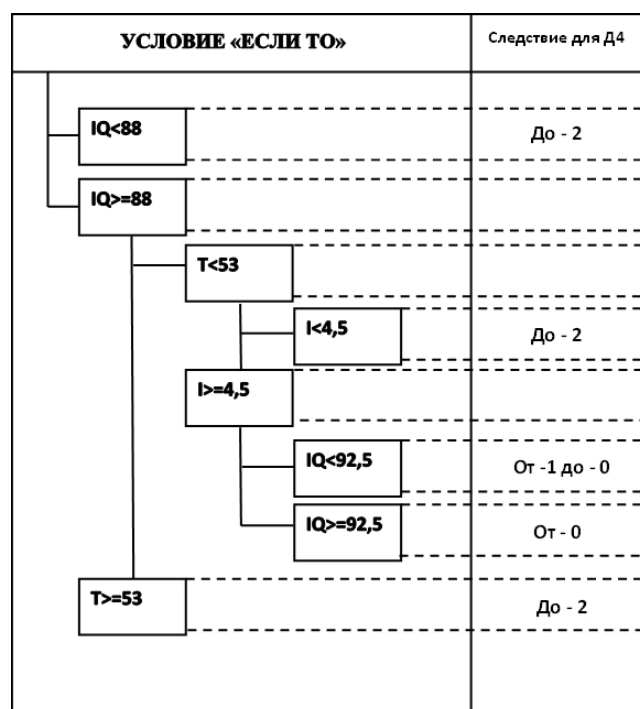 УСЛОВИЕ «ЕСЛИ ТО»
Следствие для Д4
IQ<88
До - 2
IQ>=88
T<53
I<4,5
До - 2
I>=4,5
IQ<92,5
От -1 до - 0
IQ>=92,5
От - 0
T>=53
До - 2